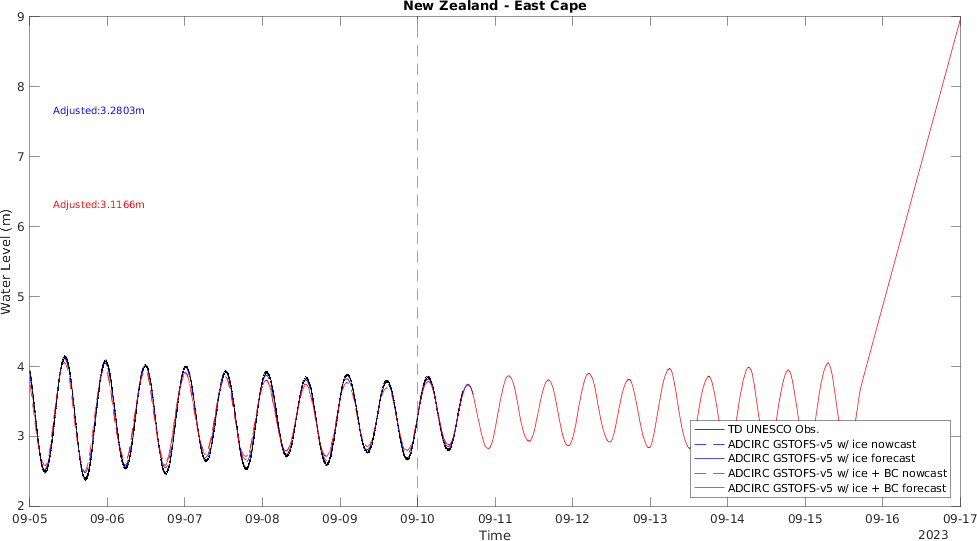 New Zealand - East Cape
Water Level (m)
9
8
7
6
5
4
3
2
Adjusted:3.2803m
Adjusted:3.1166m
TD UNESCO Obs.
ADCIRC GSTOFS-v5 w/ ice nowcast
ADCIRC GSTOFS-v5 w/ ice forecast
ADCIRC GSTOFS-v5 w/ ice + BC nowcast
ADCIRC GSTOFS-v5 w/ ice + BC forecast
09-05 09-06 09-07 09-08 09-09 09-10 09-11 09-12 09-13 09-14 09-15 09-16 09-17
Time
2023